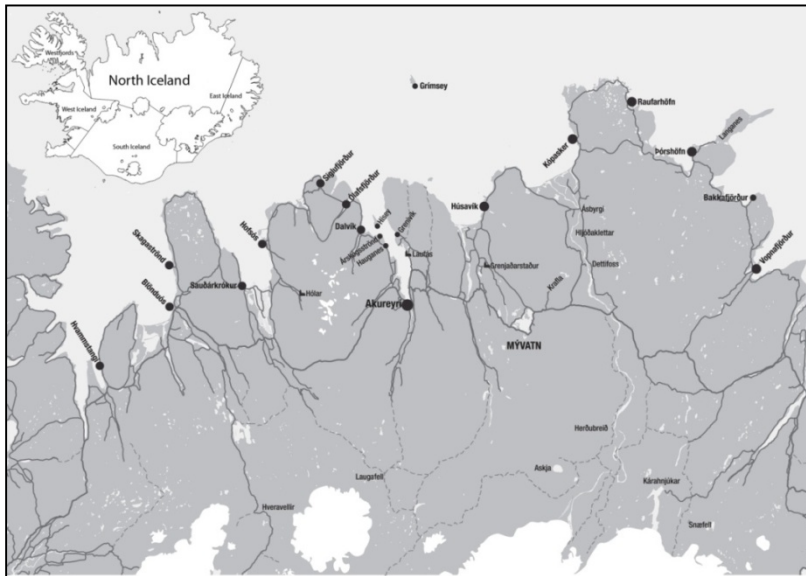 Westfjords
North Iceland
West Iceland
East Iceland
South Iceland
Grímsey
Raufarhöfn
Kópasker
Langanes
Þórshöfn
Siglufjörður
Ólafsfjörður
Bakkafjörður
Húsavík
Ásbyrgi
Dalvík
Hrísey
Grenivík
Hljóðaklettar
Hofsós
Árskógsströnd
Hauganes
Laufás
Skagaströnd
Grenjaðarstaður
Dettifoss
Vopnafjörður
Blönduós
Sauðárkrókur
Hólar
Krafla
Akureyri
Hvammstangi
MÝVATN
Herðubreið
Askja
Laugafell
Kárahnjúkar
Hveravellir
Snæfell